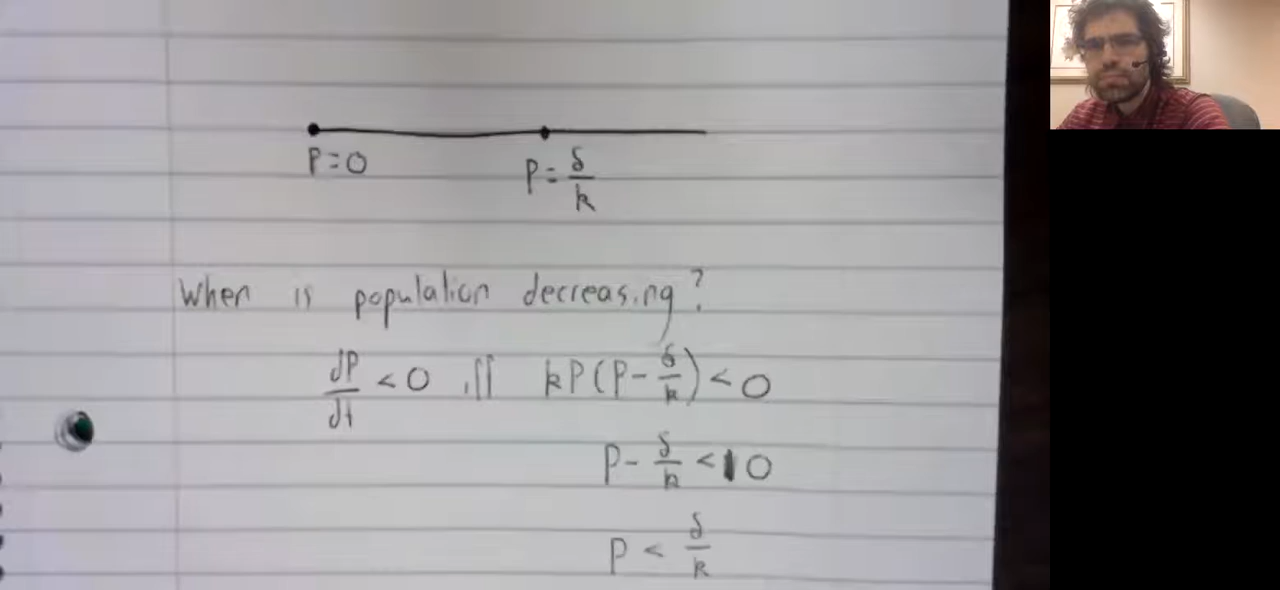 P=0
P = δ/k
When is population decreasing?
dP/dt < 0 iff kP(P - δ/k) < 0
P - δ/k < 0
P < δ/k